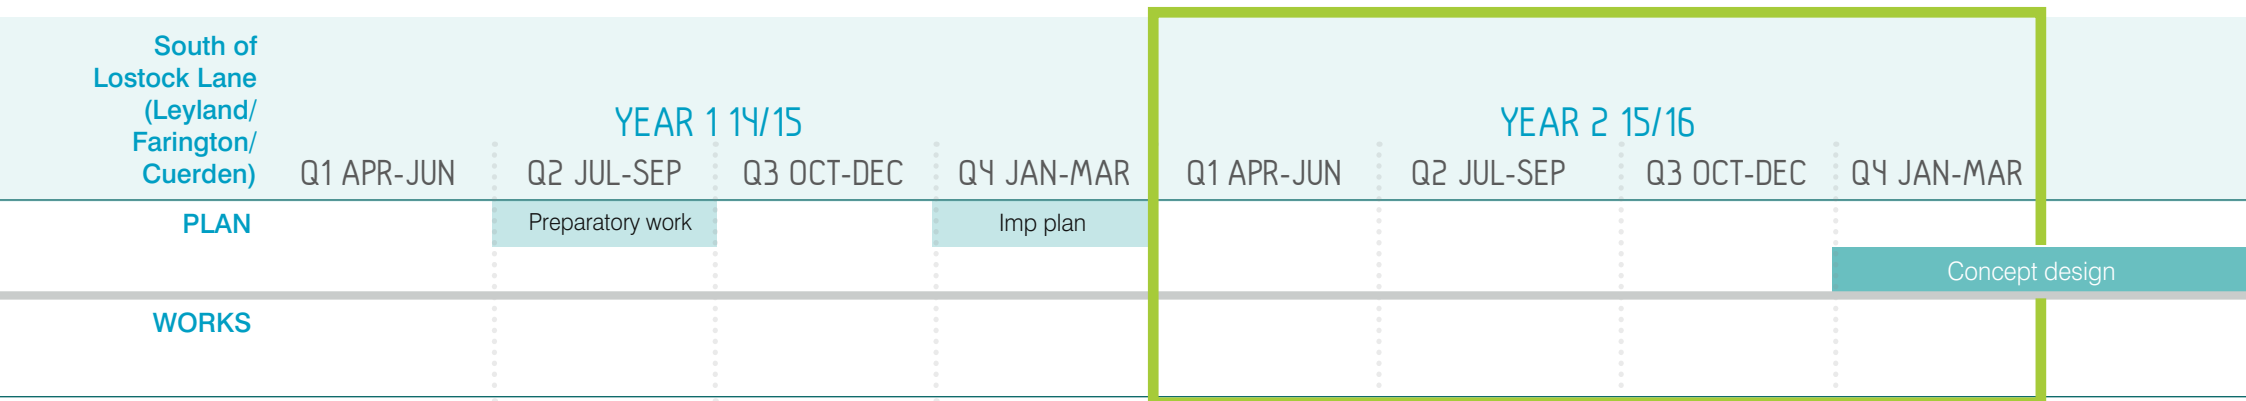 South of
Lostock Lane
(Leyland/
Farington/
Cuerden)
YEAR 1 14/15
YEAR 2 15/16
Q1 APR-JUN
Q2 JUL-SEP
Q3 OCT-DEC
Q4 JAN-MAR
Q1 APR-JUN
Q2 JUL-SEP
Q3 OCT-DEC
Q4 JAN-MAR
PLAN
Preparatory work
Imp plan
Concept design
WORKS